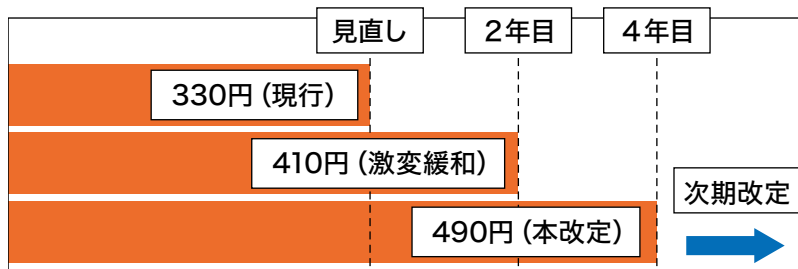 見直し
2年目
4年目
330円(現行)
410円(激変緩和)
490円(本改定)
次期改定